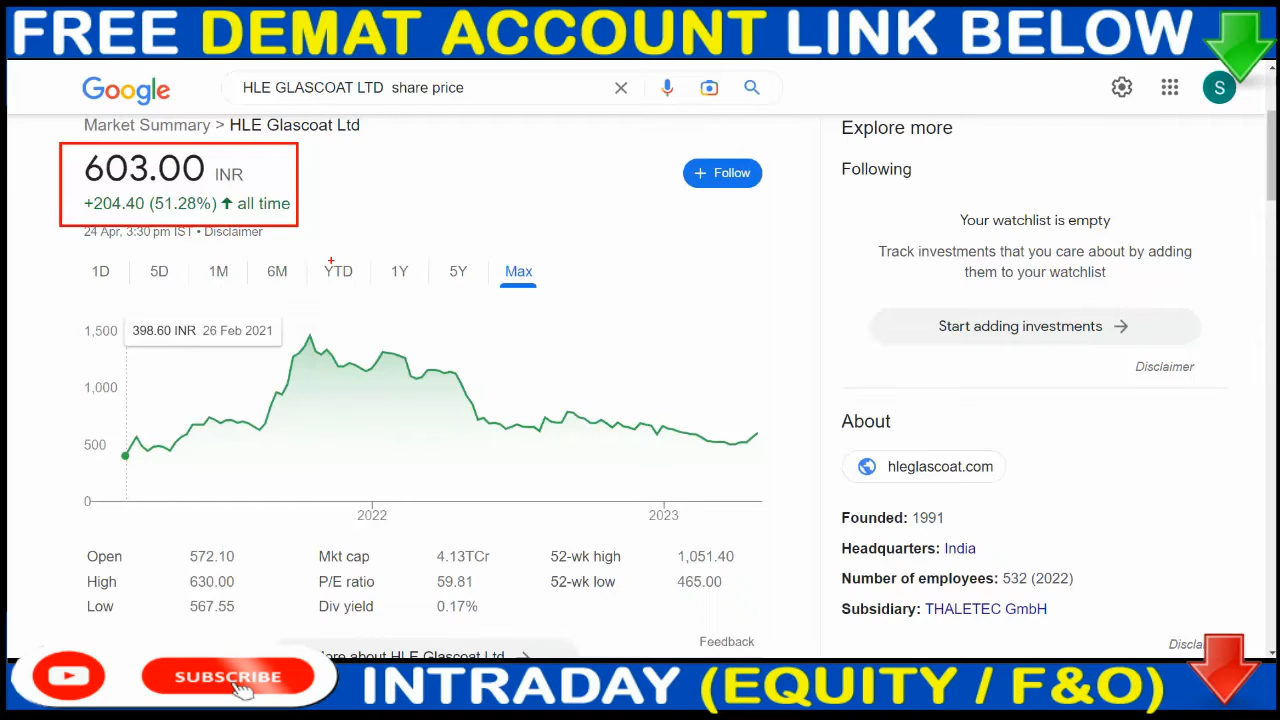 FREE DEMAT ACCOUNT LINK BELOW
Google
HLE GLASCOAT LTD share price
S
Market Summary > HLE Glascoat Ltd
603.00 INR
+ Follow
+204.40 (51.28%) ↑ all time
24 Apr, 3:30 pm IST • Disclaimer
1D 5D 1M 6M YTD 1Y 5Y Max
398.60 INR 26 Feb 2021
1,500
1,000
500
0
2022 2023
Open 572.10 Mkt cap 4.13TCr 52-wk high 1,051.40
High 630.00 P/E ratio 59.81 52-wk low 465.00
Low 567.55 Div yield 0.17%
Feedback
about HLE Glascoat Ltd
Explore more
Following
Your watchlist is empty
Track investments that you care about by adding
them to your watchlist
Start adding investments →
Disclaimer
About
hleglascoat.com
Founded: 1991
Headquarters: India
Number of employees: 532 (2022)
Subsidiary: THALETEC GmbH
SUBSCRIBE
INTRADAY (EQUITY / F&O)